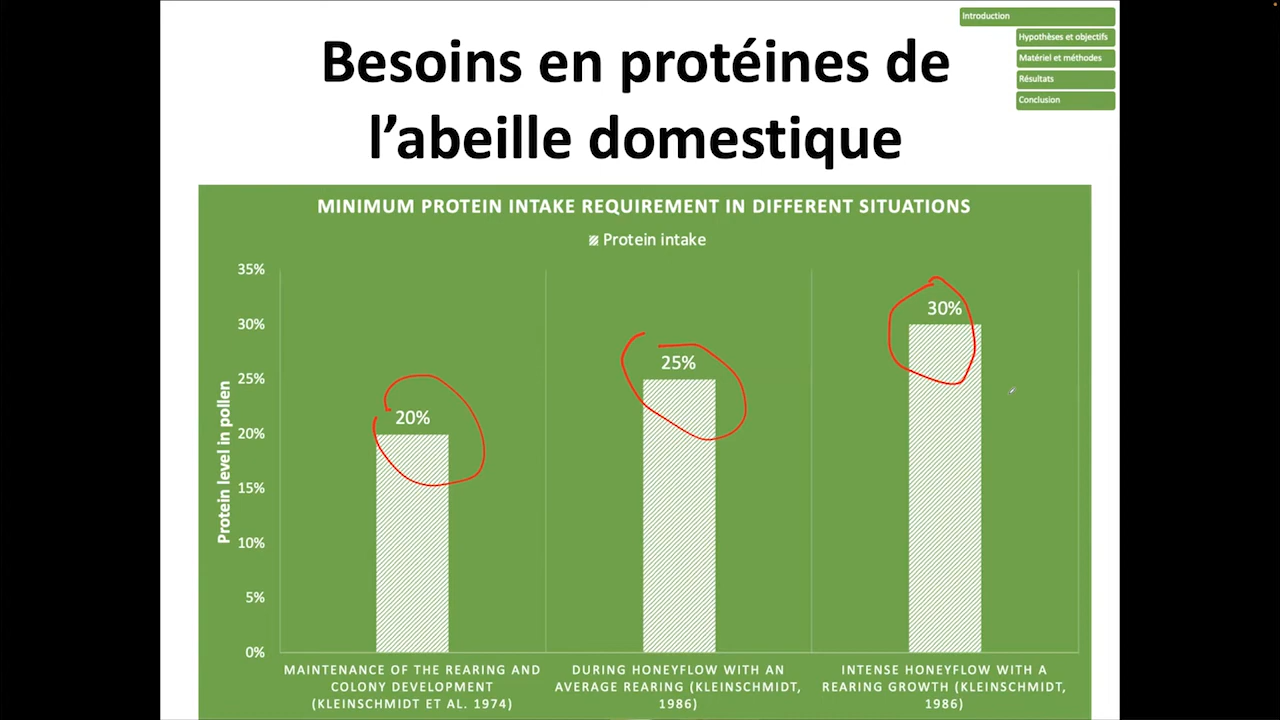 Introduction
Hypothèses et objectifs
Matériel et méthodes
Résultats
Conclusion
Besoins en protéines de
l’abeille domestique
MINIMUM PROTEIN INTAKE REQUIREMENT IN DIFFERENT SITUATIONS
Protein intake
Protein level in pollen
35%
30%
25%
20%
15%
10%
5%
0%
20%
25%
30%
MAINTENANCE OF THE REARING AND
COLONY DEVELOPMENT
(KLEINSCHMIDT ET AL. 1974)
DURING HONEYFLOW WITH AN
AVERAGE REARING (KLEINSCHMIDT,
1986)
INTENSE HONEYFLOW WITH A
REARING GROWTH (KLEINSCHMIDT,
1986)